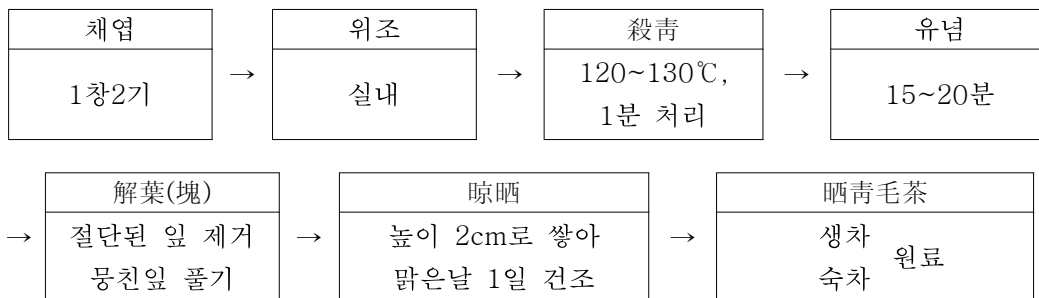 채엽
1창2기
→
위조
실내
→
殺靑
120~130℃,
1분 처리
→
유념
15~20분
→
解葉(塊)
절단된 잎 제거
뭉친잎 풀기
→
晾晒
높이 2cm로 쌓아
맑은날 1일 건조
→
晒靑毛茶
생차
숙차
원료